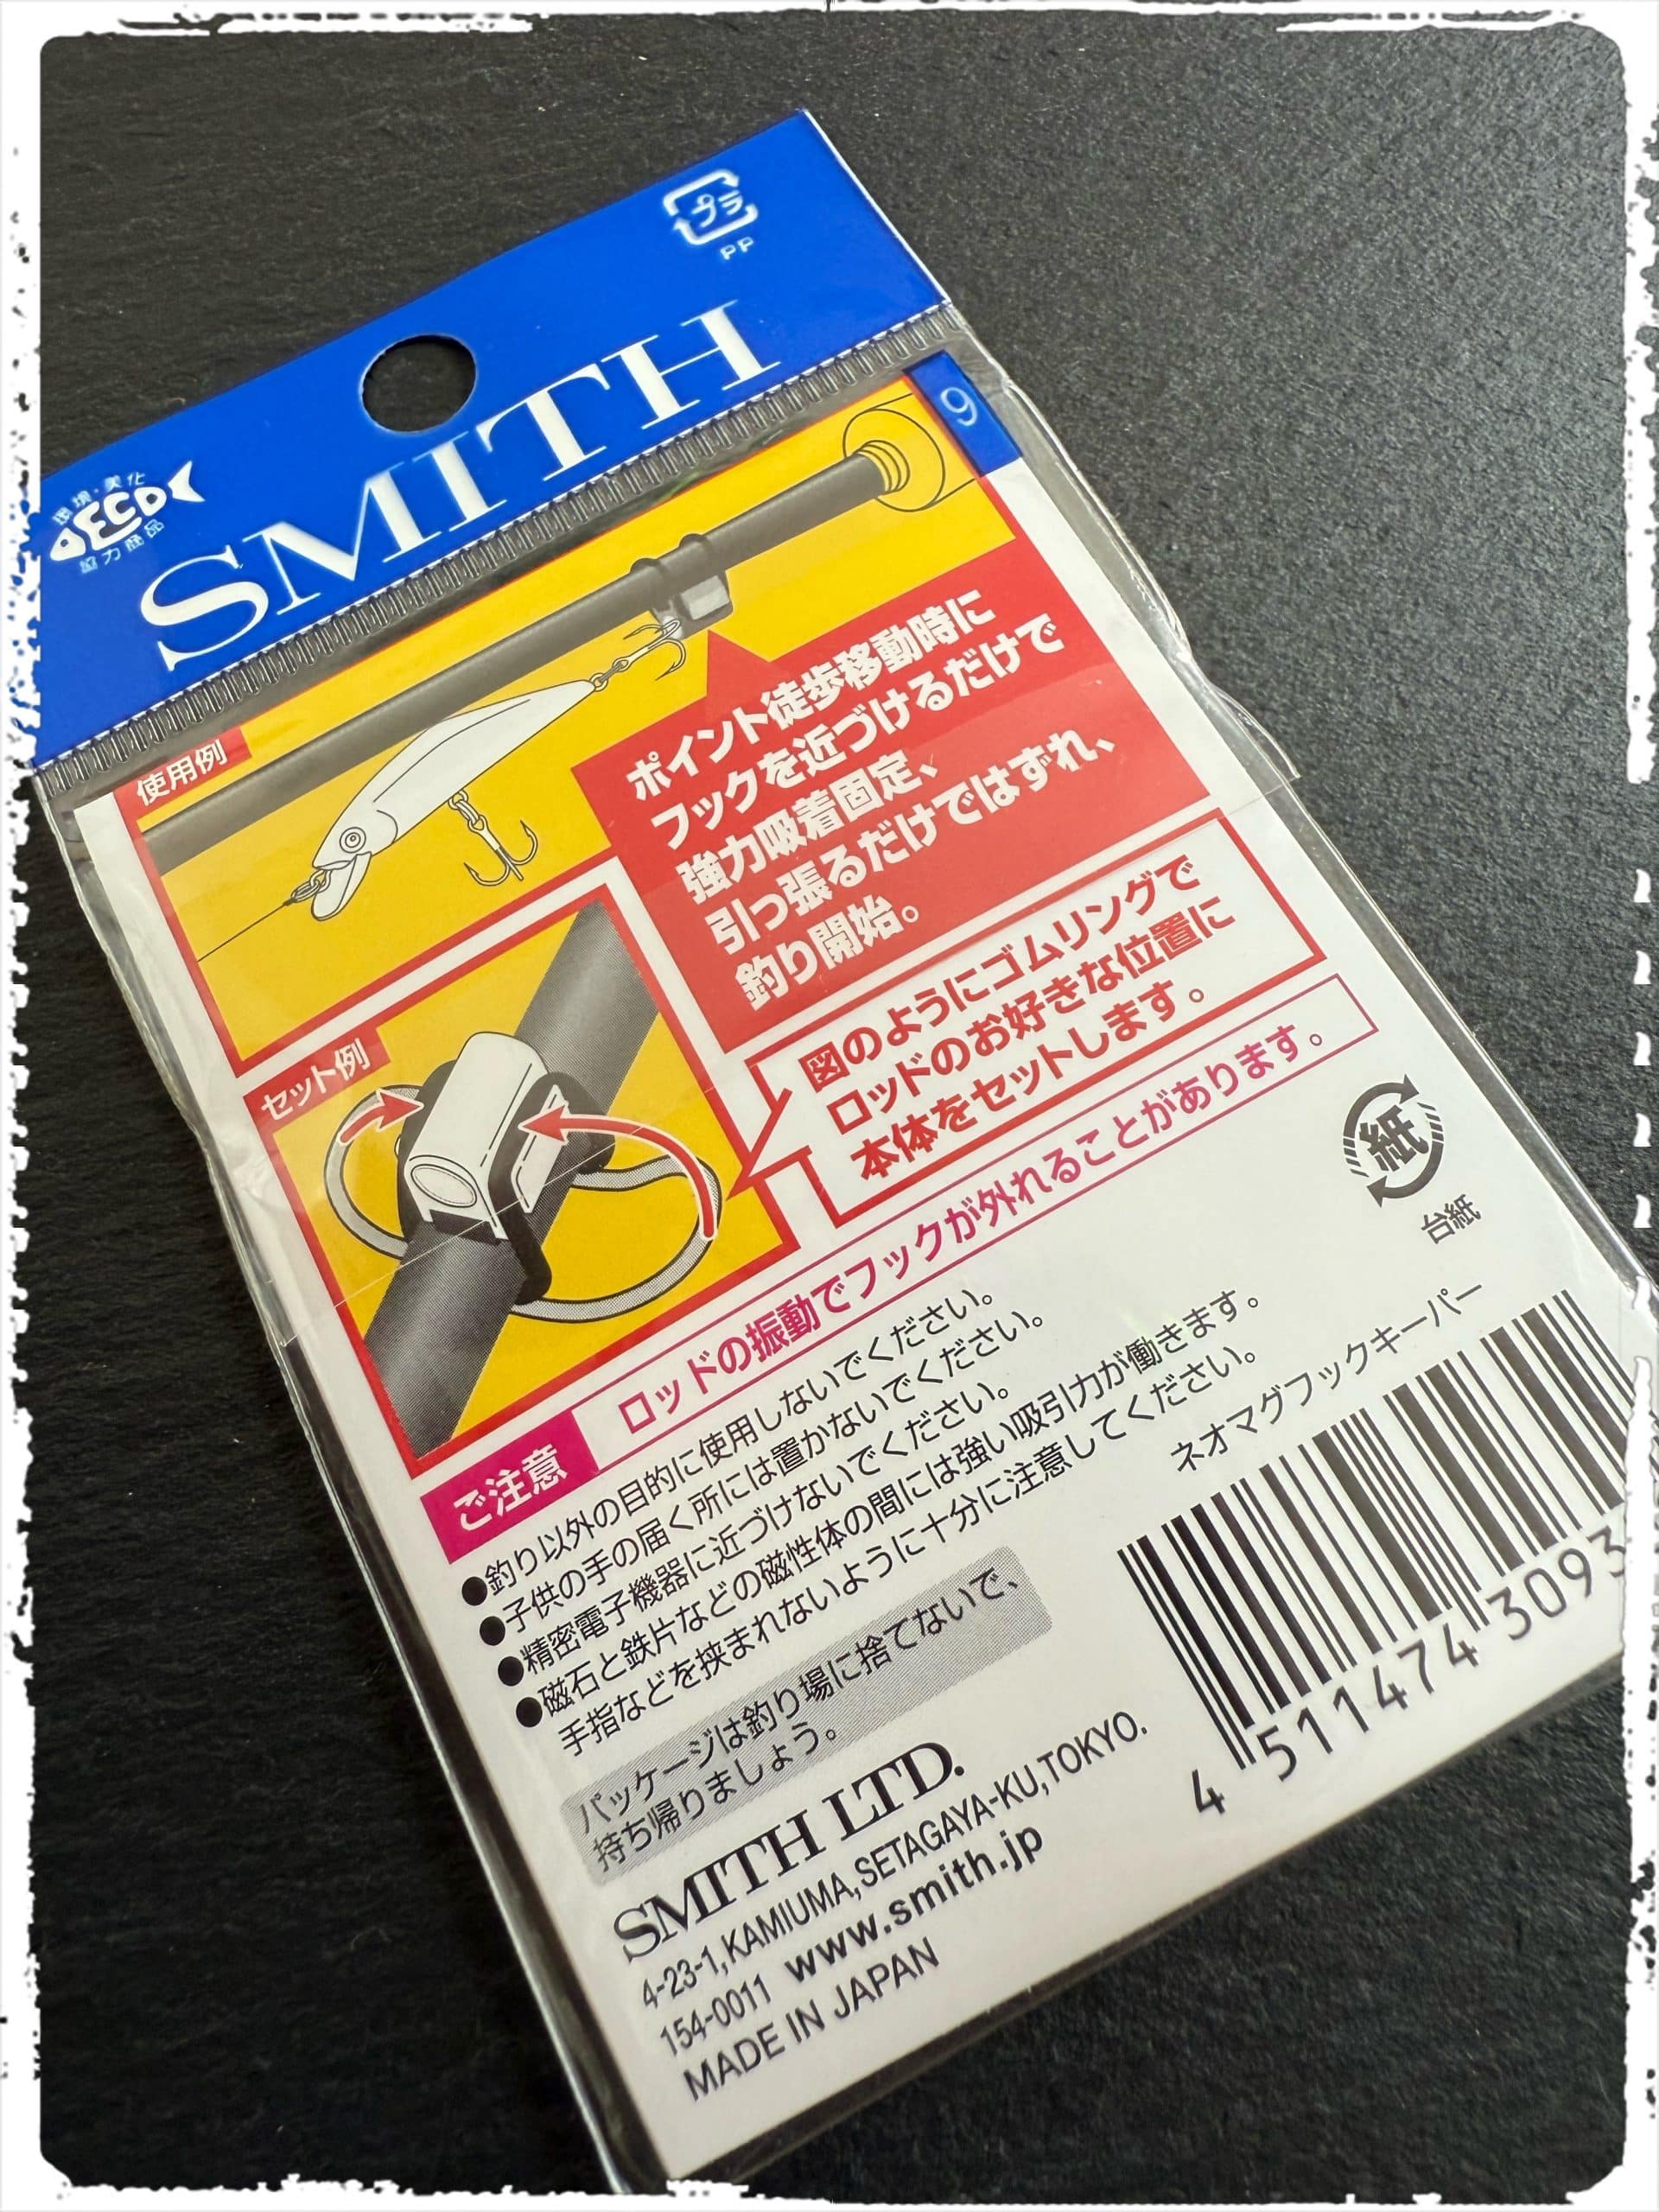 プラ
PP
環境・美化
ECO
協力商品
SMITH
9
使用例
ポイント徒歩移動時に
フックを近づけるだけで
強力吸着固定、
引っ張るだけではずれ、
釣り開始。
セット例
図のようにゴムリングで
ロッドのお好きな位置に
本体をセットします。
ご注意
ロッドの振動でフックが外れることがあります。
●釣り以外の目的に使用しないでください。
●子供の手の届く所には置かないでください。
●精密電子機器に近づけないでください。
●磁石と鉄片などの磁性体の間には強い吸引力が働きます。
手指などを挟まれないように十分に注意してください。
紙
台紙
パッケージは釣り場に捨てないで、
持ち帰りましょう。
ネオマグフックキーパー
4 511474 3093
SMITH LTD.
4-23-1,KAMIUMA,SETAGAYA-KU,TOKYO.
154-0011 www.smith.jp
MADE IN JAPAN